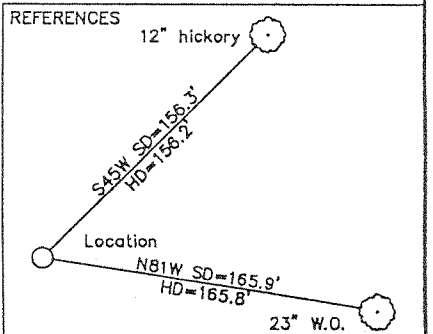 REFERENCES
12" hickory
S45W SD=156.3'
HD=156.2'
Location
N81W SD=165.9'
HD=165.8'
23" W.O.